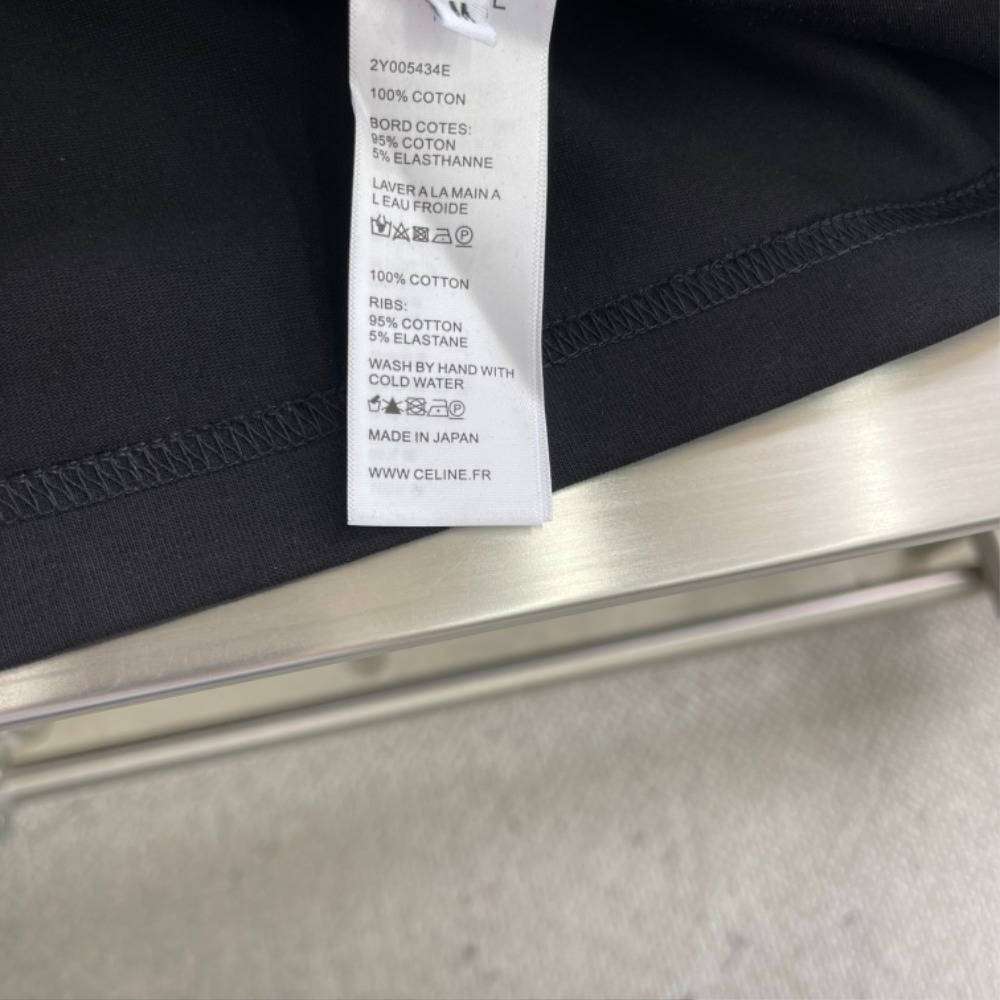 M
2Y005434E
100% COTON
BORD COTES:
95% COTON
5% ELASTHANNE
LAVER A LA MAIN A
L EAU FROIDE
P
100% COTTON
RIBS:
95% COTTON
5% ELASTANE
WASH BY HAND WITH
COLD WATER
P
MADE IN JAPAN
WWW CELINE.FR